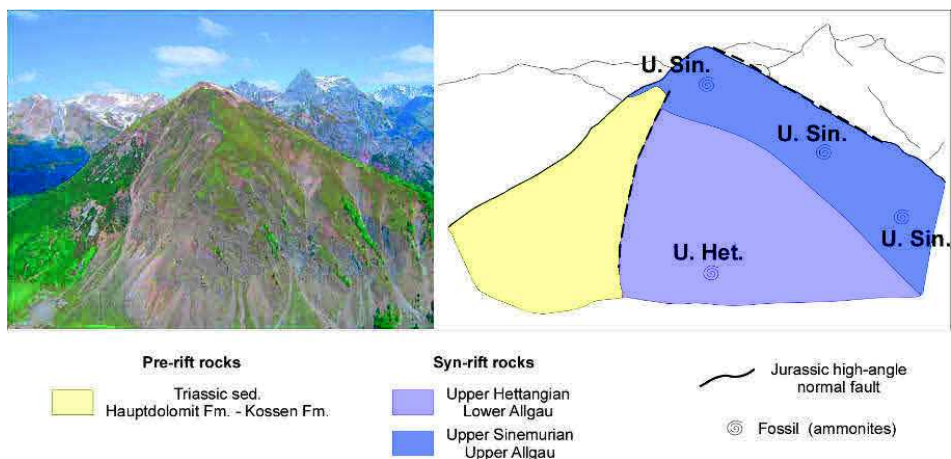 U. Sin.
U. Sin.
U. Sin.
U. Het.
Pre-rift rocks
Triassic sed.
Hauptdolomit Fm. - Kossen Fm.
Syn-rift rocks
Upper Hettangian
Lower Allgau
Upper Sinemurian
Upper Allgau
Jurassic high-angle
normal fault
Fossil (ammonites)